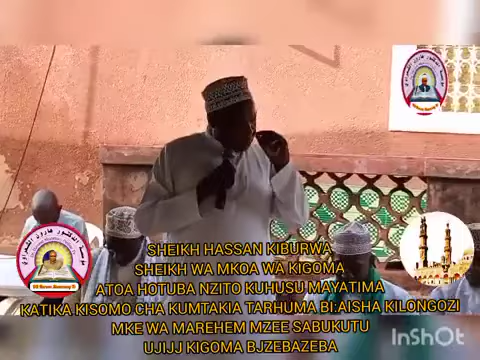 SHEIKH HASSAN KIBURWA
SHEIKH WA MKOA WA KIGOMA
ATOA HOTUBA NZITO KUHUSU MAYATIMA
KATIKA KISOMO CHA KUMTAKIA TARHUMA BI:AISHA KILONGOZI
MKE WA MAREHEM MZEE SABUKUTU
UJIJJ KIGOMA BJZEBAZEBA
InShOt